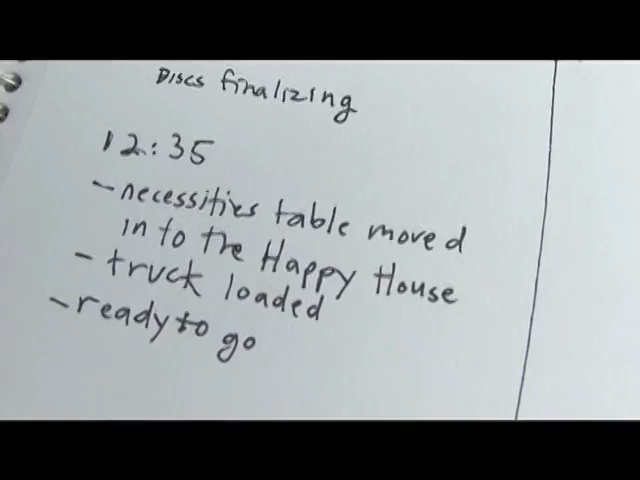 Discs finalizing
12:35
- necessities table moved
in to the Happy House
- truck loaded
- ready to go